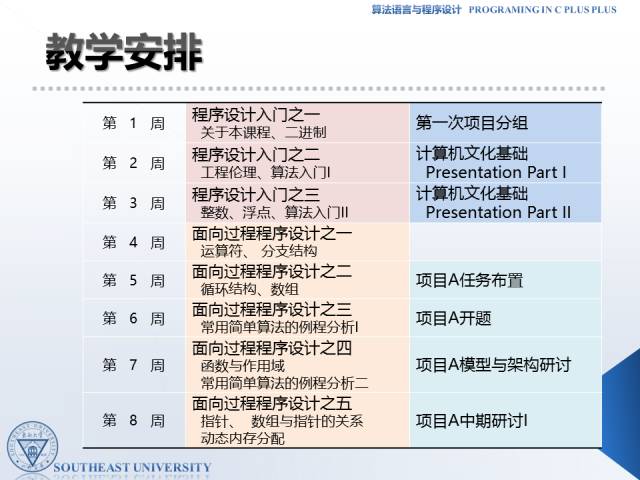 算法语言与程序设计 PROGRAMING IN C PLUS PLUS
教学安排
第 1 周
程序设计入门之一
关于本课程、二进制
第一次项目分组
第 2 周
程序设计入门之二
工程伦理、算法入门I
计算机文化基础
Presentation Part I
第 3 周
程序设计入门之三
整数、浮点、算法入门II
计算机文化基础
Presentation Part II
第 4 周
面向过程程序设计之一
运算符、 分支结构
第 5 周
面向过程程序设计之二
循环结构、数组
项目A任务布置
第 6 周
面向过程程序设计之三
常用简单算法的例程分析I
项目A开题
第 7 周
面向过程程序设计之四
函数与作用域
常用简单算法的例程分析二
项目A模型与架构研讨
第 8 周
面向过程程序设计之五
指针、 数组与指针的关系
动态内存分配
项目A中期研讨I
SOUTHEAST UNIVERSITY